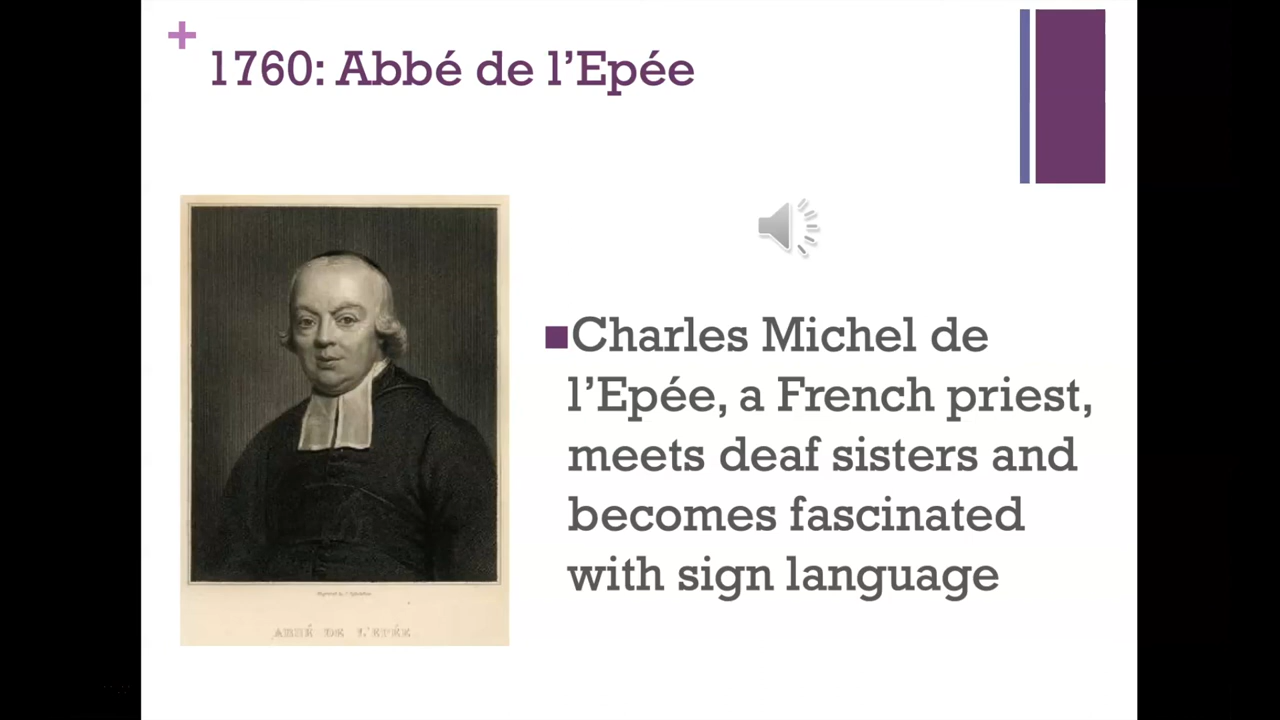 1760: Abbé de l’Epée
Charles Michel de
l’Epée, a French priest,
meets deaf sisters and
becomes fascinated
with sign language
ABBÉ DE L'EPÉE